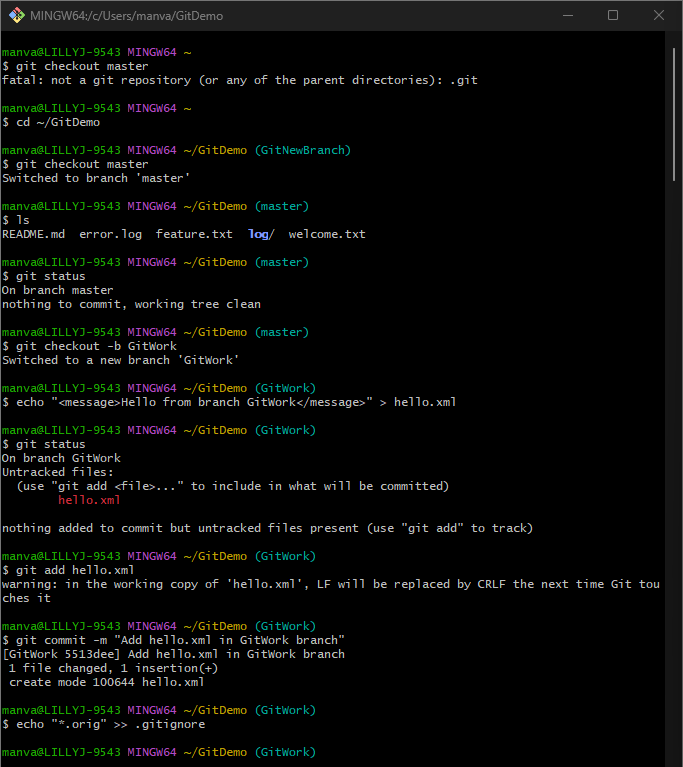 MINGW64:/c/Users/manva/GitDemo
manva@LILLYJ-9543 MINGW64 ~
$ git checkout master
fatal: not a git repository (or any of the parent directories): .git
manva@LILLYJ-9543 MINGW64 ~
$ cd ~/GitDemo
manva@LILLYJ-9543 MINGW64 ~/GitDemo (GitNewBranch)
$ git checkout master
Switched to branch 'master'
manva@LILLYJ-9543 MINGW64 ~/GitDemo (master)
$ ls
README.md  error.log  feature.txt  log/  welcome.txt
manva@LILLYJ-9543 MINGW64 ~/GitDemo (master)
$ git status
On branch master
nothing to commit, working tree clean
manva@LILLYJ-9543 MINGW64 ~/GitDemo (master)
$ git checkout -b GitWork
Switched to a new branch 'GitWork'
manva@LILLYJ-9543 MINGW64 ~/GitDemo (GitWork)
$ echo "<message>Hello from branch GitWork</message>" > hello.xml
manva@LILLYJ-9543 MINGW64 ~/GitDemo (GitWork)
$ git status
On branch GitWork
Untracked files:
  (use "git add <file>..." to include in what will be committed)
        hello.xml
nothing added to commit but untracked files present (use "git add" to track)
manva@LILLYJ-9543 MINGW64 ~/GitDemo (GitWork)
$ git add hello.xml
warning: in the working copy of 'hello.xml', LF will be replaced by CRLF the next time Git tou
ches it
manva@LILLYJ-9543 MINGW64 ~/GitDemo (GitWork)
$ git commit -m "Add hello.xml in GitWork branch"
[GitWork 5513dee] Add hello.xml in GitWork branch
 1 file changed, 1 insertion(+)
 create mode 100644 hello.xml
manva@LILLYJ-9543 MINGW64 ~/GitDemo (GitWork)
$ echo "*.orig" >> .gitignore
manva@LILLYJ-9543 MINGW64 ~/GitDemo (GitWork)